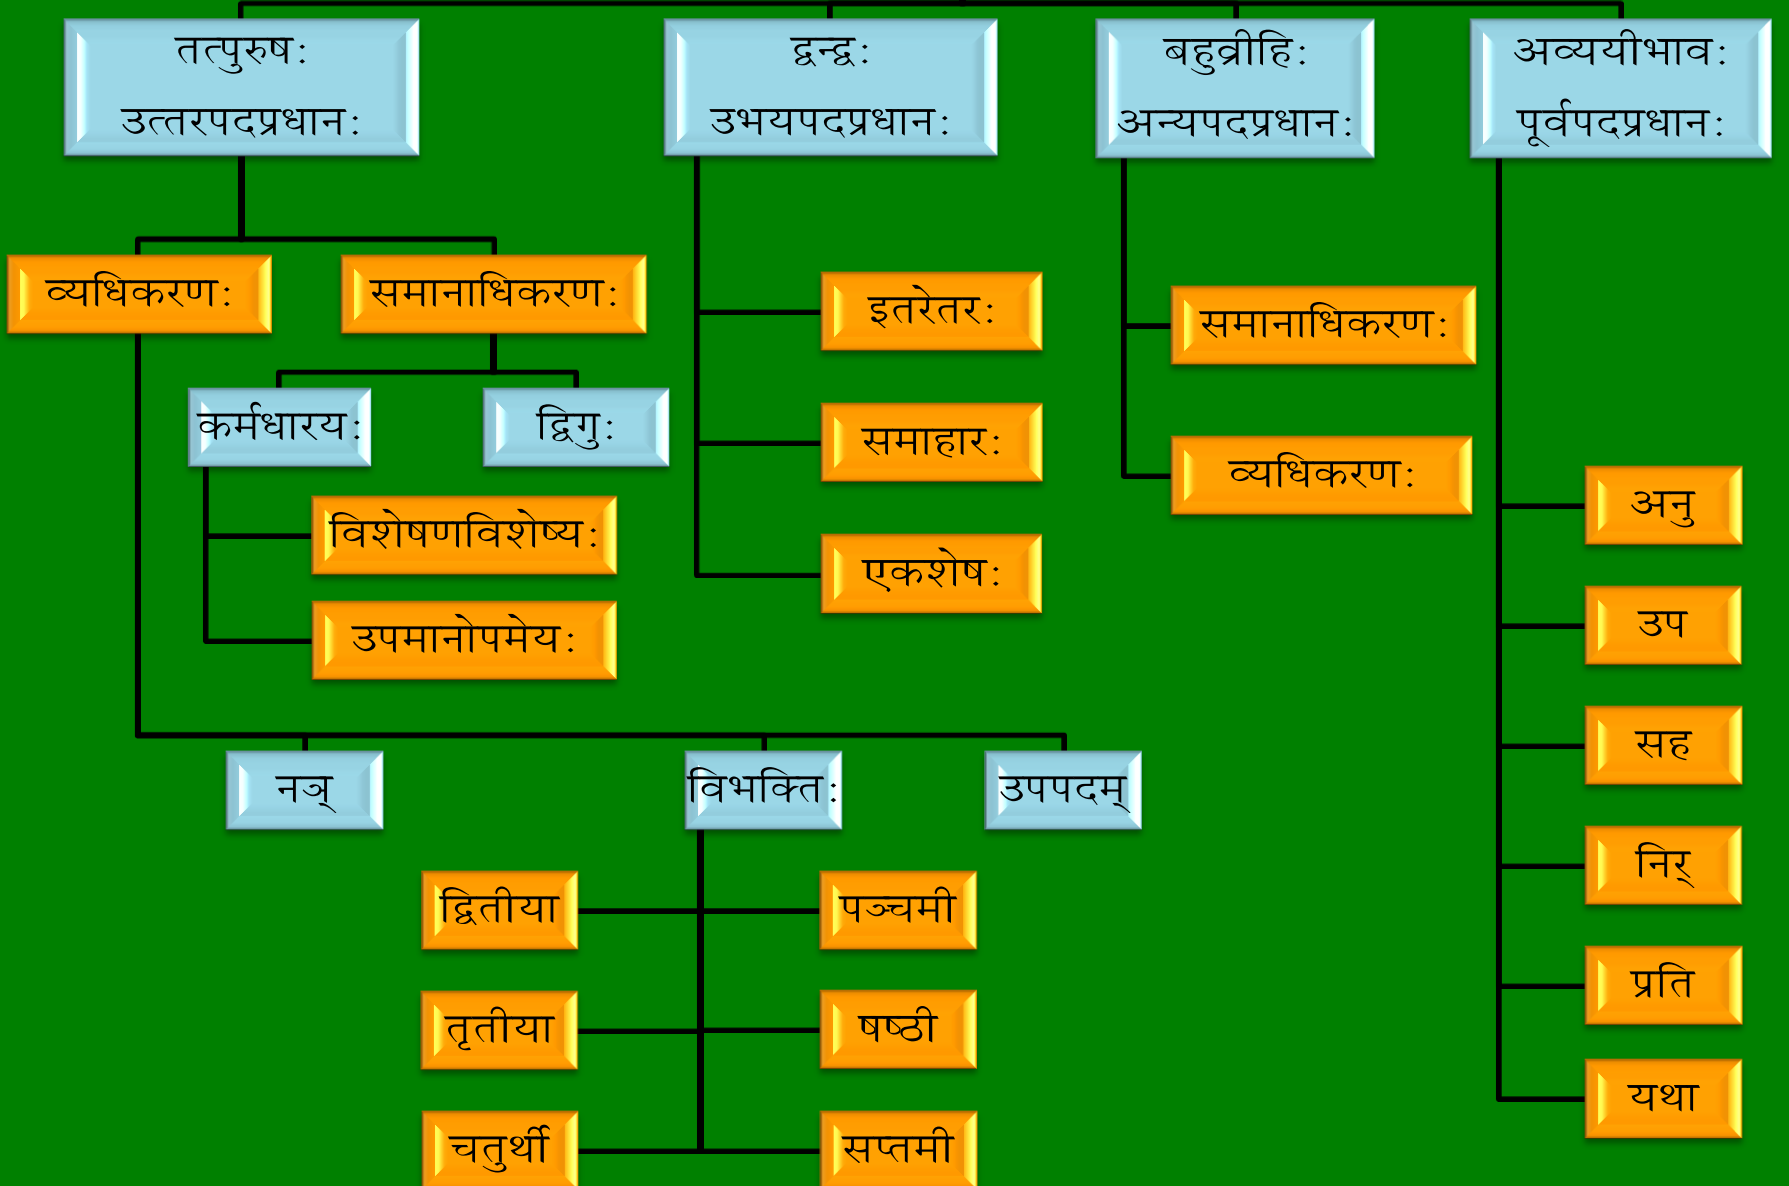 तत्पुरुषः
उत्तरपदप्रधानः
द्वन्द्वः
उभयपदप्रधानः
बहुव्रीहिः
अन्यपदप्रधानः
अव्ययीभावः
पूर्वपदप्रधानः
व्यधिकरणः
समानाधिकरणः
कर्मधारयः
द्विगुः
विशेषणविशेष्यः
उपमानोपमेयः
इतरेतरः
समाहारः
एकशेषः
समानाधिकरणः
व्यधिकरणः
अनु
उप
सह
निर्
प्रति
यथा
नञ्
विभक्तिः
उपपदम्
द्वितीया
पञ्चमी
तृतीया
षष्ठी
चतुर्थी
सप्तमी